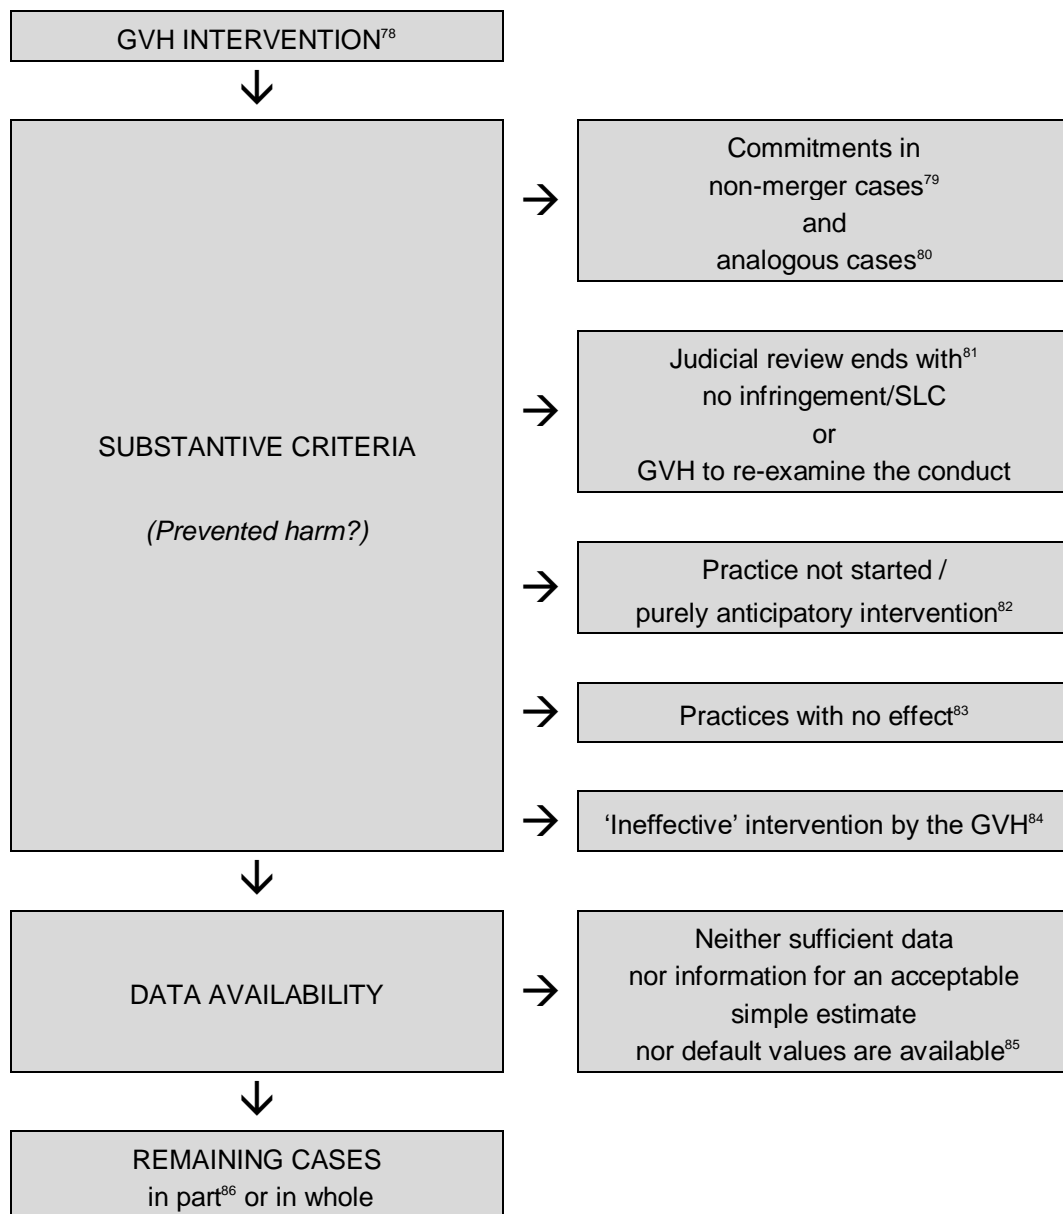 GVH INTERVENTION⁷⁸
↓
SUBSTANTIVE CRITERIA
(Prevented harm?)
→
Commitments in
non-merger cases⁷⁹
and
analogous cases⁸⁰
→
Judicial review ends with⁸¹
no infringement/SLC
or
GVH to re-examine the conduct
→
Practice not started /
purely anticipatory intervention⁸²
→
Practices with no effect⁸³
→
‘Ineffective’ intervention by the GVH⁸⁴
↓
DATA AVAILABILITY
→
Neither sufficient data
nor information for an acceptable
simple estimate
nor default values are available⁸⁵
↓
REMAINING CASES
in part⁸⁶ or in whole